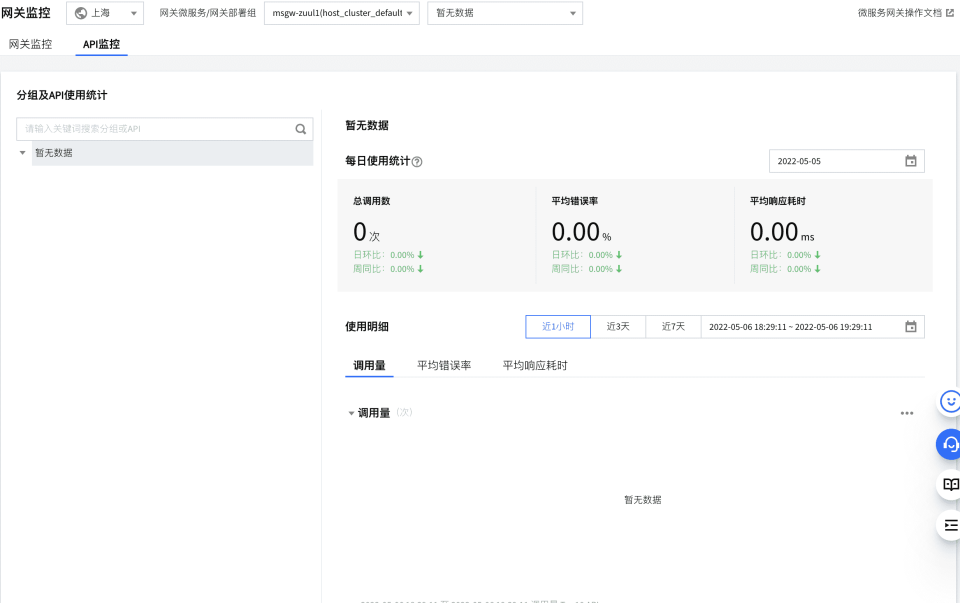 网关监控 上海 网关微服务/网关部署组 msgw-zuul1(host_cluster_default 暂无数据 微服务网关操作文档
网关监控 API监控
分组及API使用统计
请输入关键词搜索分组或API
暂无数据
暂无数据
每日使用统计 2022-05-05
总调用数 平均错误率 平均响应耗时
0 次 0.00 % 0.00 ms
日环比: 0.00% 日环比: 0.00% 日环比: 0.00%
周同比: 0.00% 周同比: 0.00% 周同比: 0.00%
使用明细 近1小时 近3天 近7天 2022-05-06 18:29:11 ~ 2022-05-06 19:29:11
调用量 平均错误率 平均响应耗时
调用量 (次)
暂无数据